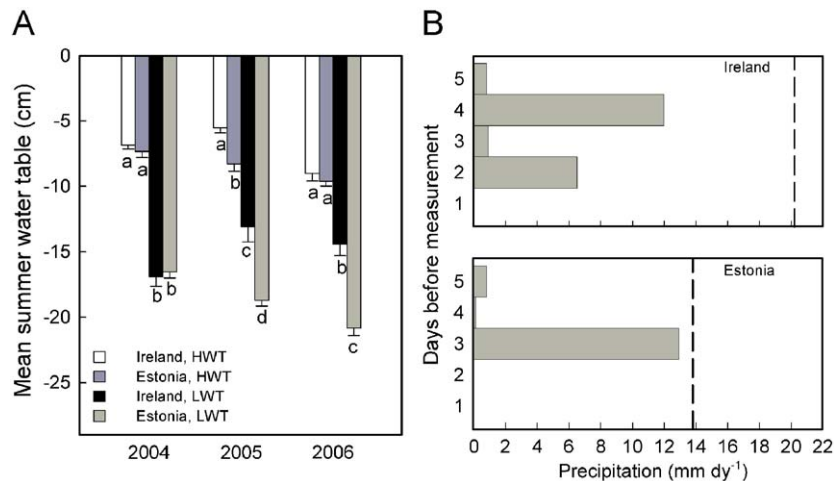 A
Mean summer water table (cm)
0
-5
-10
-15
-20
-25
a
a
b
b
a
b
c
d
a
a
b
c
Ireland, HWT
Estonia, HWT
Ireland, LWT
Estonia, LWT
2004 2005 2006
B
Days before measurement
Ireland
5
4
3
2
1
Estonia
5
4
3
2
1
0 2 4 6 8 10 12 14 16 18 20 22
Precipitation (mm dy⁻¹)